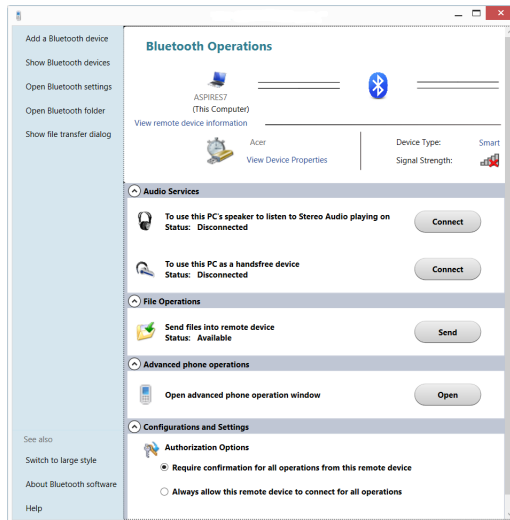 Add a Bluetooth device
Show Bluetooth devices
Open Bluetooth settings
Open Bluetooth folder
Show file transfer dialog
See also
Switch to large style
About Bluetooth software
Help
Bluetooth Operations
ASPIRES7
(This Computer)
View remote device information
Acer
View Device Properties
Device Type: Smart
Signal Strength:
Audio Services
To use this PC's speaker to listen to Stereo Audio playing on
Status: Disconnected
Connect
To use this PC as a handsfree device
Status: Disconnected
Connect
File Operations
Send files into remote device
Status: Available
Send
Advanced phone operations
Open advanced phone operation window
Open
Configurations and Settings
Authorization Options
Require confirmation for all operations from this remote device
Always allow this remote device to connect for all operations